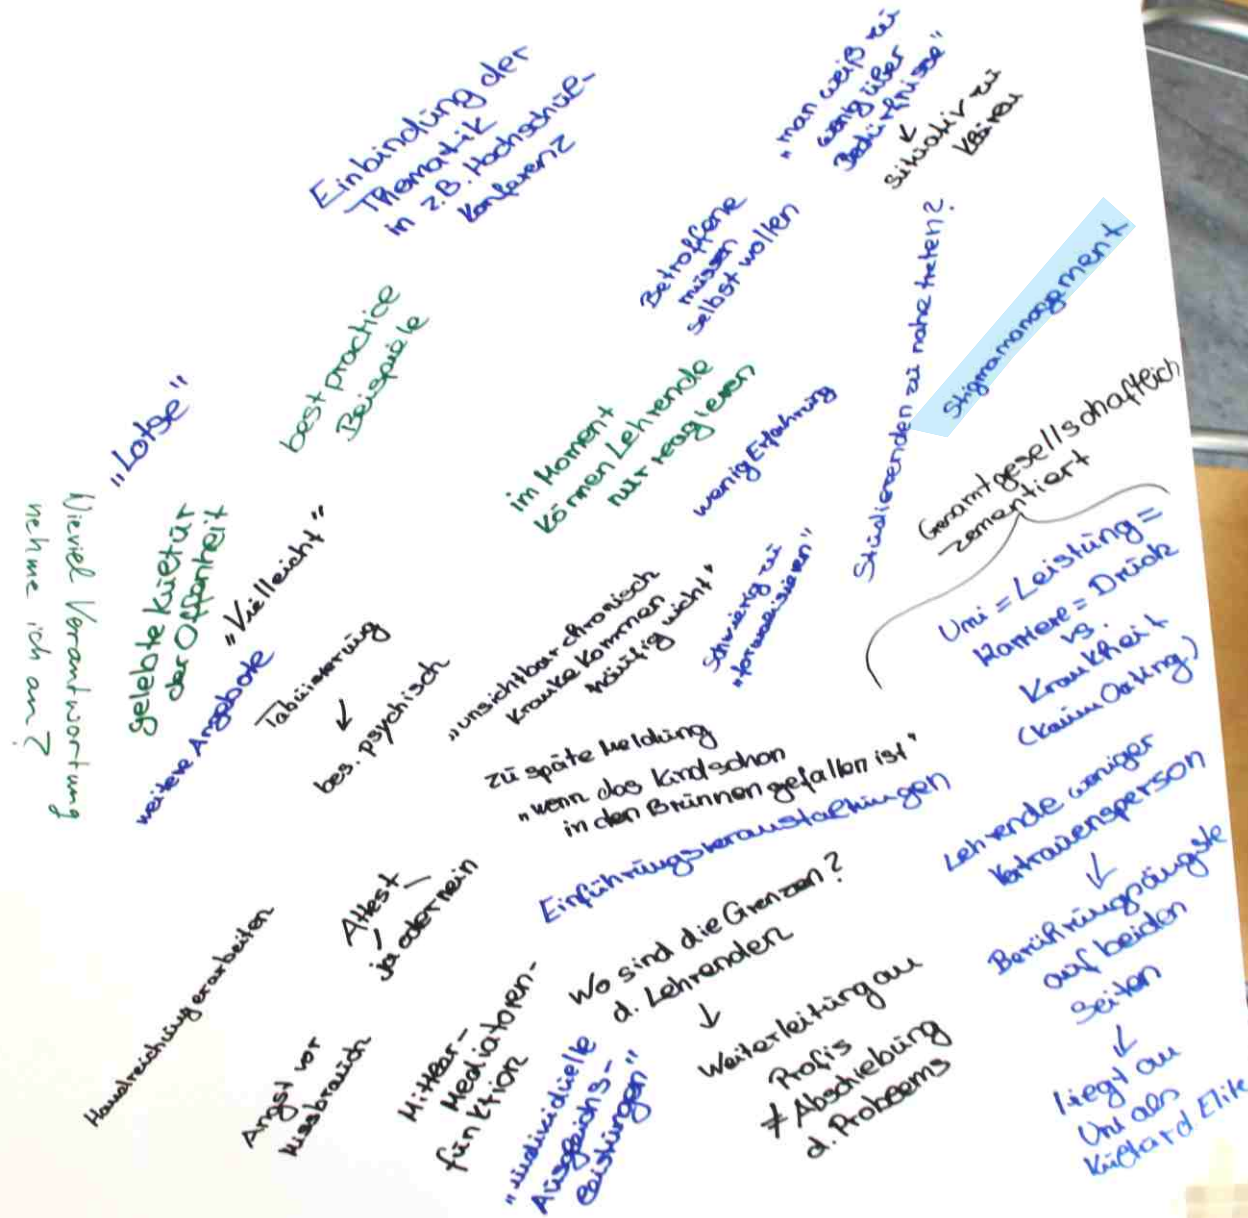 Einbindung der
Thematik
in z.B. Hochschul-
konferenz
„man weiß zu
wenig über
Bedürfnisse"
↙
situativ zu
klären
Betroffene
müssen
selbst wollen
Studierenden zu nahe treten?
Stigmamanagement
best practice
Beispiele
„Lotse"
im Moment
können Lehrende
nur reagieren
wenig Erfahrung
Gesamtgesellschaftlich
zementiert
Uni = Leistung =
Karriere = Druck
vs.
Krankheit
(kaum Outing)
Wieviel Verantwortung
nehme ich an?
gelebte Kultur
der Offenheit
„Vielleicht"
weitere Angebote
Tabuisierung
↓
bes. psychisch
„unsichtbar chronisch
Kranke kommen
häufig nicht"
schwierig zu
„formalisieren"
zu späte Meldung
„wenn das Kind schon
in den Brunnen gefallen ist"
Einführungsveranstaltungen
Lehrende weniger
Vertrauensperson
↓
Berührungsängste
auf beiden
Seiten
↓
liegt an
Uni als
Elite
Attest
ja oder nein
Wo sind die Grenzen?
d. Lehrenden
↓
Weiterleitung an
Profis
≠ Abschiebung
d. Problems
Handreichung erarbeiten
Angst vor
Missbrauch
Mittler-
Mediatoren-
funktion
„individuelle
Ausgleichs-
leistungen"